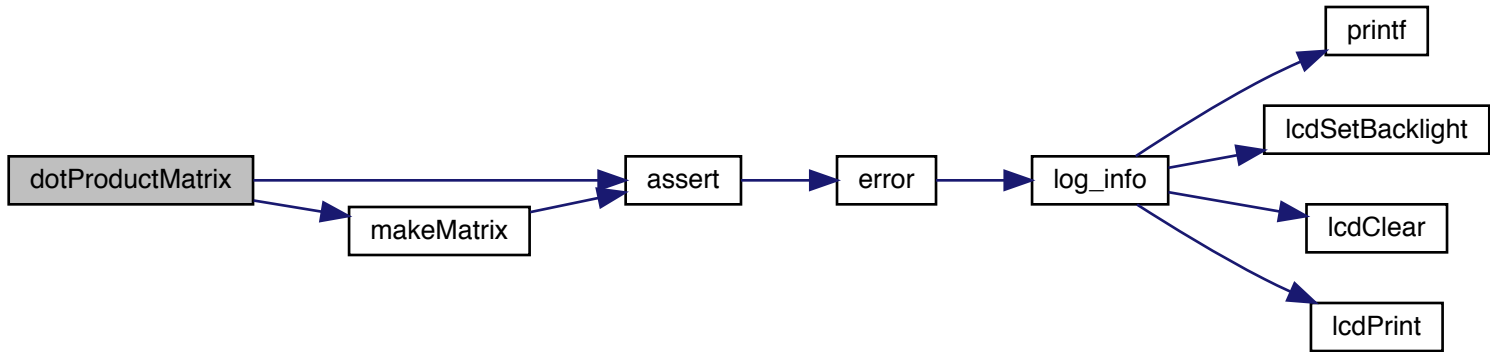 printf
lcdSetBacklight
dotProductMatrix
assert
error
log_info
makeMatrix
lcdClear
lcdPrint